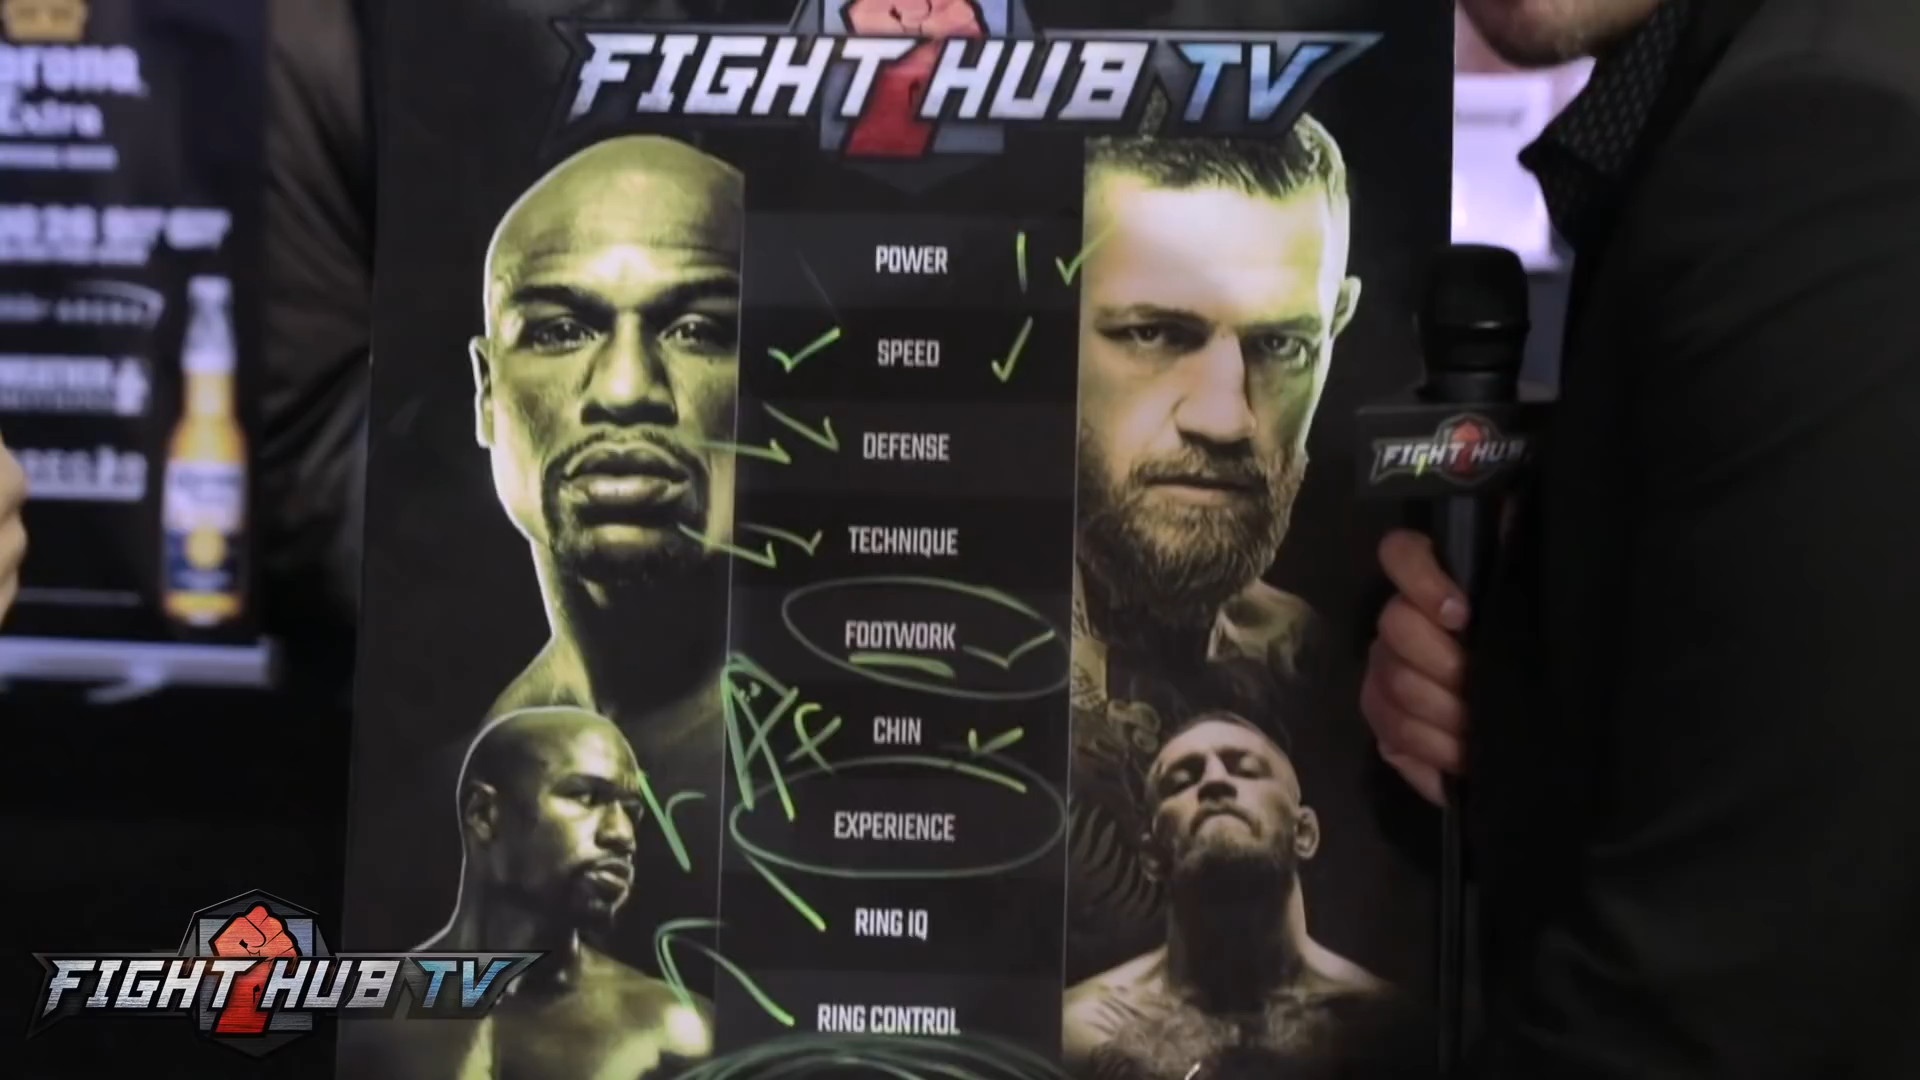 FIGHT HUB TV
Extra
POWER
SPEED
DEFENSE
TECHNIQUE
FOOTWORK
CHIN
EXPERIENCE
RING IQ
RING CONTROL
FIGHT HUB
FIGHT HUB TV